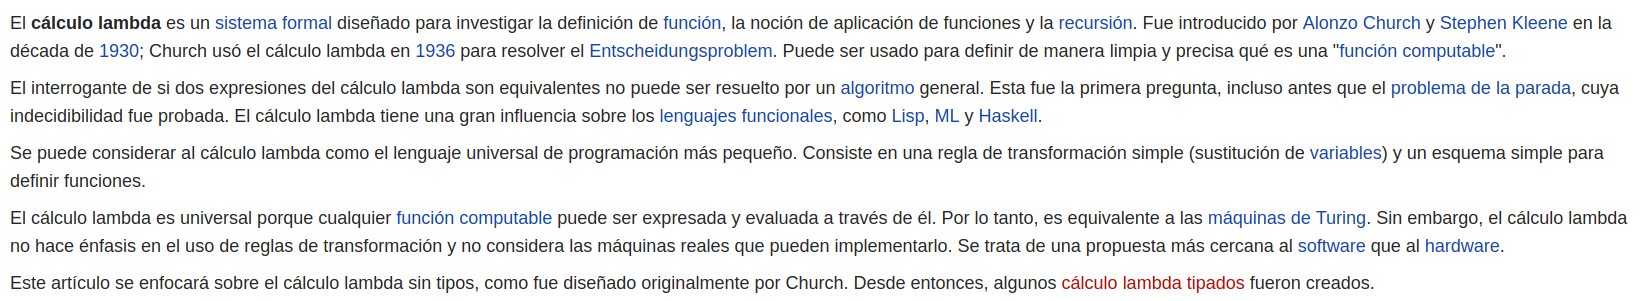 El cálculo lambda es un sistema formal diseñado para investigar la definición de función, la noción de aplicación de funciones y la recursión. Fue introducido por Alonzo Church y Stephen Kleene en la
década de 1930; Church usó el cálculo lambda en 1936 para resolver el Entscheidungsproblem. Puede ser usado para definir de manera limpia y precisa qué es una "función computable".
El interrogante de si dos expresiones del cálculo lambda son equivalentes no puede ser resuelto por un algoritmo general. Esta fue la primera pregunta, incluso antes que el problema de la parada, cuya
indecidibilidad fue probada. El cálculo lambda tiene una gran influencia sobre los lenguajes funcionales, como Lisp, ML y Haskell.
Se puede considerar al cálculo lambda como el lenguaje universal de programación más pequeño. Consiste en una regla de transformación simple (sustitución de variables) y un esquema simple para
definir funciones.
El cálculo lambda es universal porque cualquier función computable puede ser expresada y evaluada a través de él. Por lo tanto, es equivalente a las máquinas de Turing. Sin embargo, el cálculo lambda
no hace énfasis en el uso de reglas de transformación y no considera las máquinas reales que pueden implementarlo. Se trata de una propuesta más cercana al software que al hardware.
Este artículo se enfocará sobre el cálculo lambda sin tipos, como fue diseñado originalmente por Church. Desde entonces, algunos cálculo lambda tipados fueron creados.